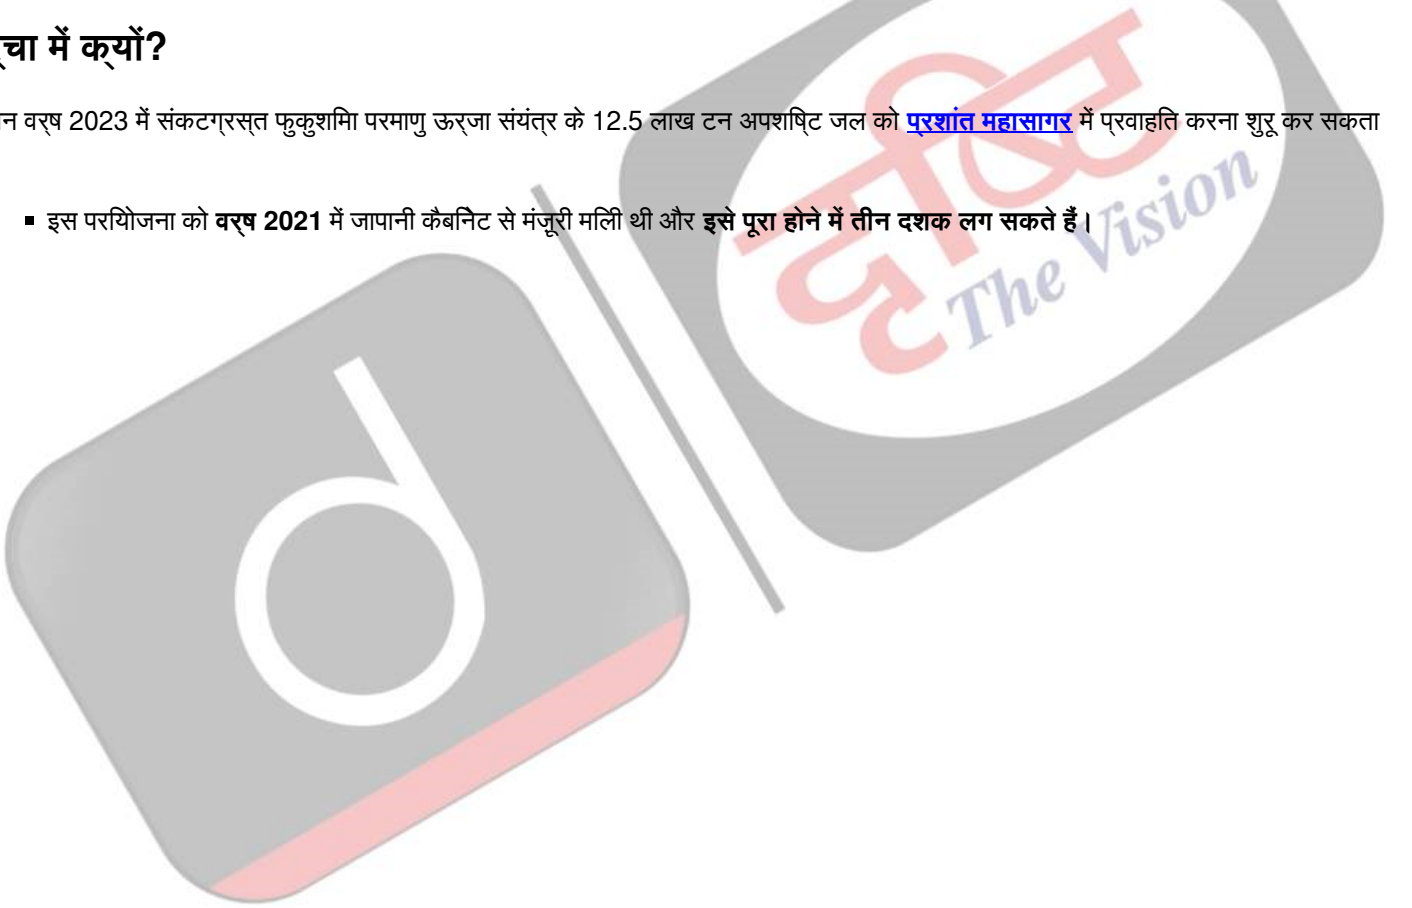 ्चा में क्यों?
न वर्ष 2023 में संकटग्रस्त फुकुशिमा परमाणु ऊर्जा संयंत्र के 12.5 लाख टन अपशिष्ट जल को प्रशांत महासागर में प्रवाहित करना शुरू कर सकता
इस परियोजना को वर्ष 2021 में जापानी कैबिनेट से मंज़ूरी मिली थी और इसे पूरा होने में तीन दशक लग सकते हैं।
दृष्टि
The Vision
d